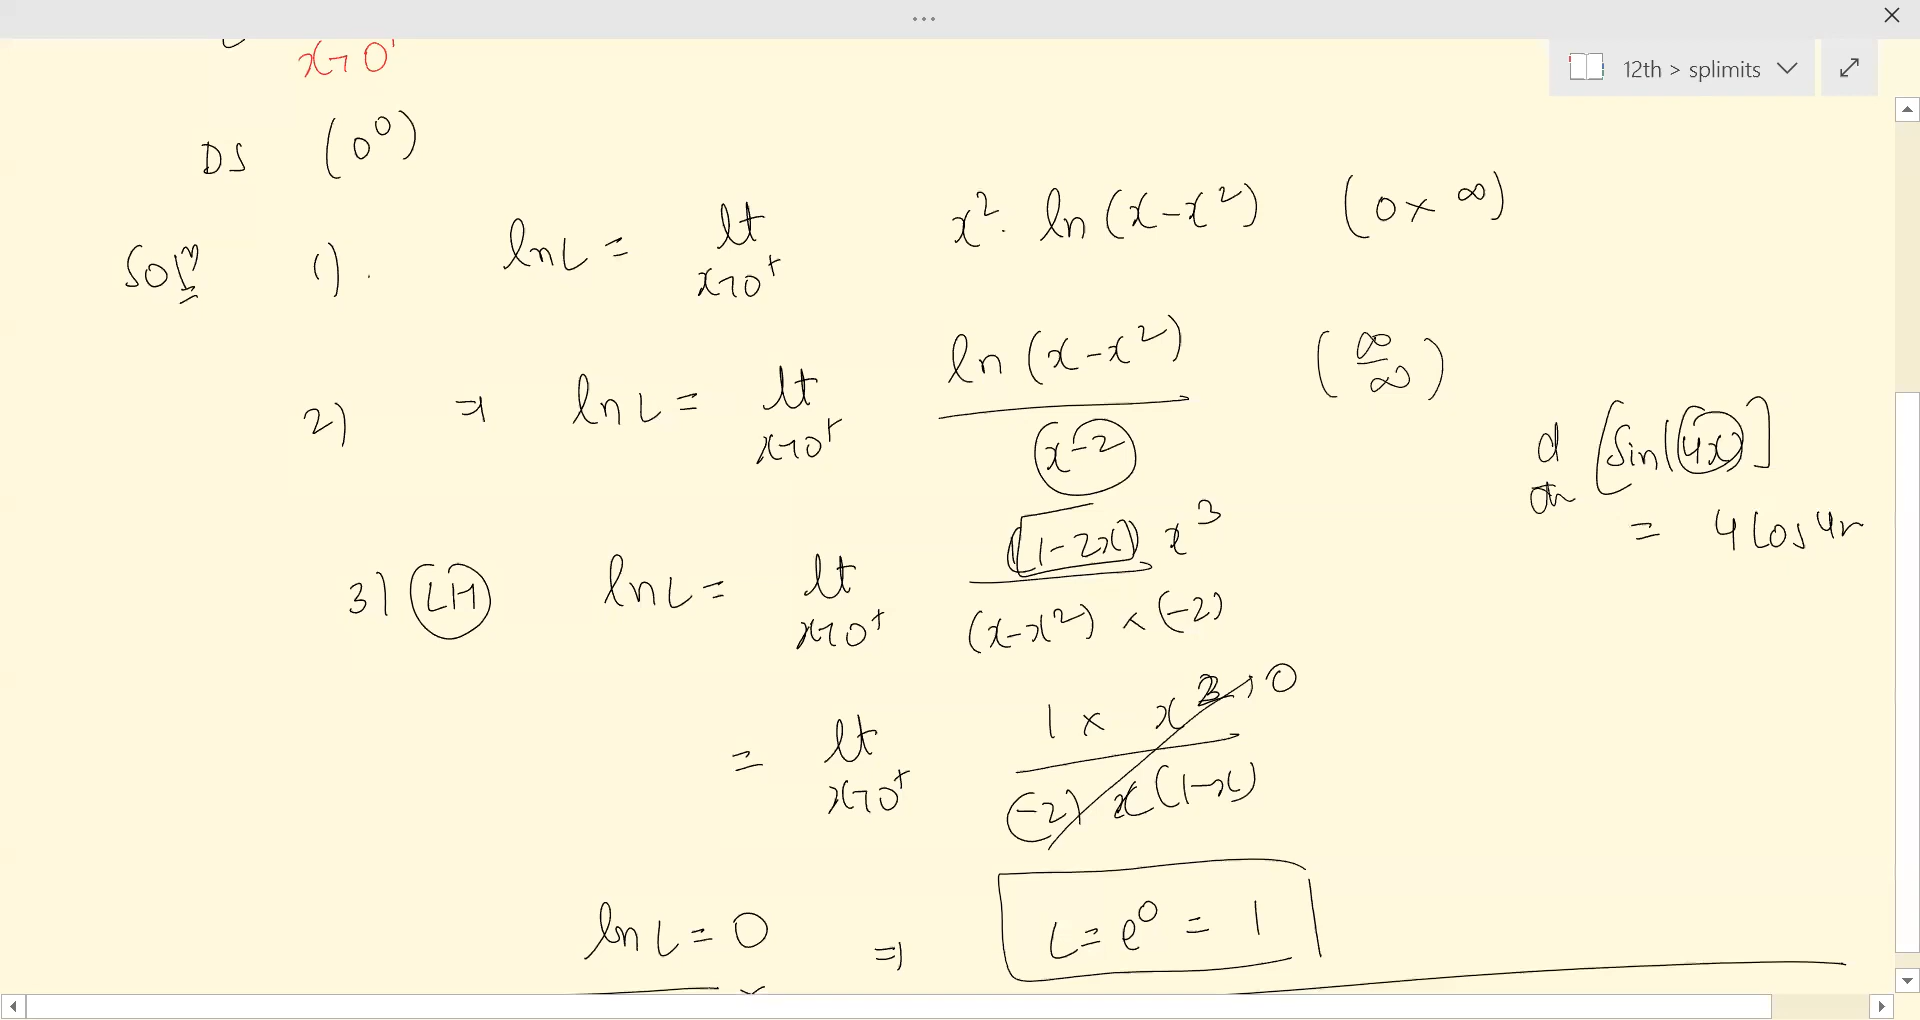 ...
12th > splimits
x→0⁺
DS (0⁰)
Solⁿ 1). ln L = lt x→0⁺ x². ln (x-x²) (0 × ∞)
2) ⇒ ln L = lt x→0⁺ ln (x-x²) / x⁻² (∞/∞)
d/dx [Sin(4x)]
= 4 Cos 4x
3) LH ln L = lt x→0⁺ (1-2x) x³ / (x-x²) × (-2)
= lt x→0⁺ 1 × x² → 0 / (-2) x (1-x)
ln L = 0 ⇒ L = e⁰ = 1